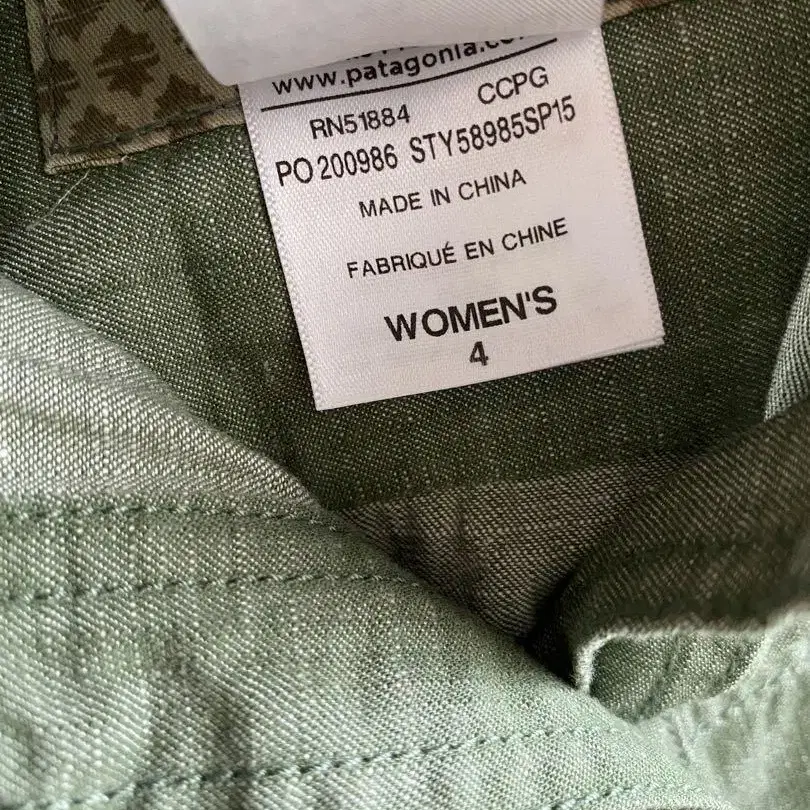 www.patagonia.co
RN51884 CCPG
PO 200986 STY58985SP15
MADE IN CHINA
FABRIQUÉ EN CHINE
WOMEN'S
4